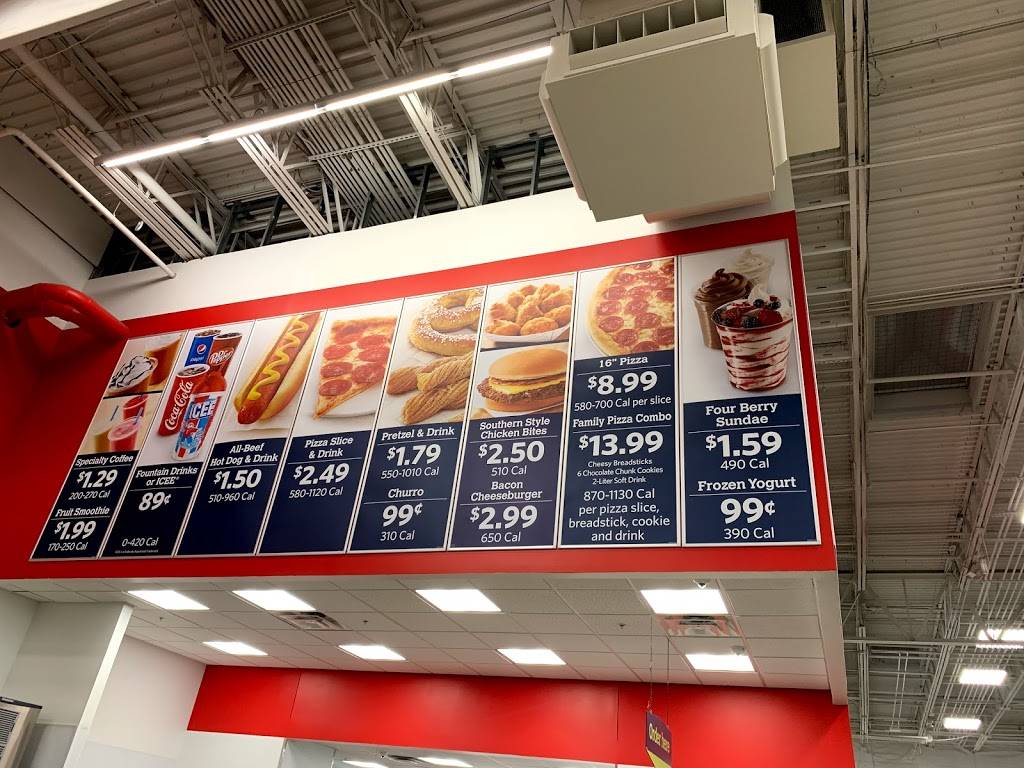 Specialty Coffee
$1.29
200-270 Cal
Fruit Smoothie
$1.99
170-250 Cal
pepsi
Dr Pepper
Coca-Cola
ICEE
Fountain Drinks
or ICEE®
89¢
0-420 Cal
All-Beef
Hot Dog & Drink
$1.50
510-960 Cal
Pizza Slice
& Drink
$2.49
580-1120 Cal
Pretzel & Drink
$1.79
550-1010 Cal
Churro
99¢
310 Cal
Southern Style
Chicken Bites
$2.50
510 Cal
Bacon
Cheeseburger
$2.99
650 Cal
16" Pizza
$8.99
580-700 Cal per slice
Family Pizza Combo
$13.99
Cheesy Breadsticks
6 Chocolate Chunk Cookies
2-Liter Soft Drink
870-1130 Cal
per pizza slice,
breadstick, cookie
and drink
Four Berry
Sundae
$1.59
490 Cal
Frozen Yogurt
99¢
390 Cal
Order here